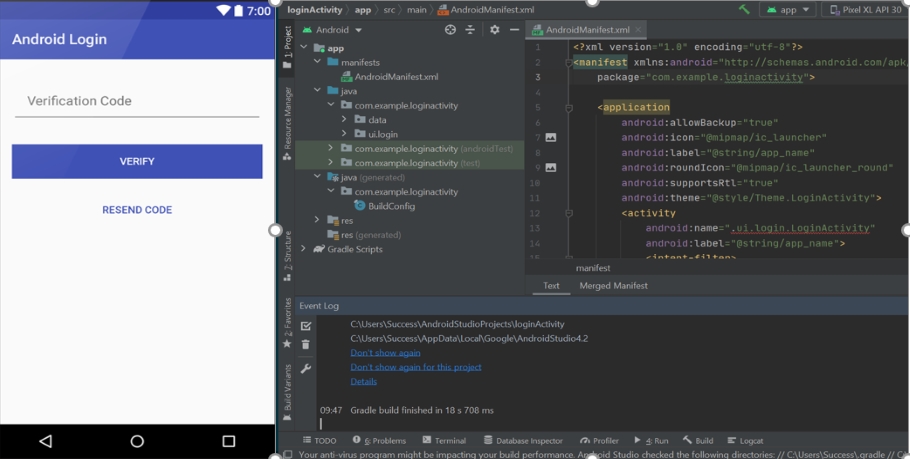 7:00
Android Login
Verification Code
VERIFY
RESEND CODE
loginActivity app src main AndroidManifest.xml
app Pixel XL API 30
Android
AndroidManifest.xml
1: Project
Resource Manager
Z: Structure
2: Favorites
Build Variants
app
manifests
AndroidManifest.xml
java
com.example.loginactivity
data
ui.login
com.example.loginactivity (androidTest)
com.example.loginactivity (test)
java (generated)
com.example.loginactivity
BuildConfig
res
res (generated)
Gradle Scripts
1 <?xml version="1.0" encoding="utf-8"?>
2 <manifest xmlns:android="http://schemas.android.com/apk
3 package="com.example.loginactivity">
4
5 <application
6 android:allowBackup="true"
7 android:icon="@mipmap/ic_launcher"
8 android:label="@string/app_name"
9 android:roundIcon="@mipmap/ic_launcher_round"
10 android:supportsRtl="true"
11 android:theme="@style/Theme.LoginActivity">
12 <activity
13 android:name=".ui.login.LoginActivity"
14 android:label="@string/app_name">
15 <intent-filter>
manifest
Text Merged Manifest
Event Log
C:\Users\Success\AndroidStudioProjects\loginActivity
C:\Users\Success\AppData\Local\Google\AndroidStudio4.2
Don't show again
Don't show again for this project
Details
09:47 Gradle build finished in 18 s 708 ms
TODO 6: Problems Terminal Database Inspector Profiler 4: Run Build Logcat
Your anti-virus program might be impacting your build performance. Android Studio checked the following directories: // C:\Users\Success\.gradle //